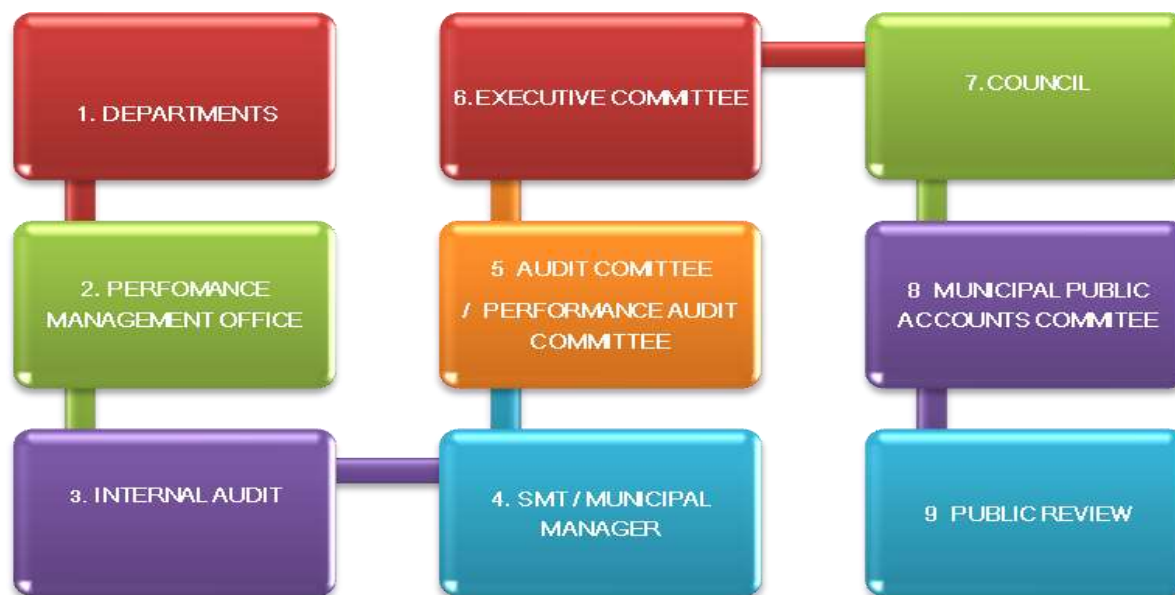 1. DEPARTMENTS
2. PERFOMANCE
MANAGEMENT OFFICE
3. INTERNAL AUDIT
4. SMT / MUNICIPAL
MANAGER
5 AUDIT COMITTEE
/ PERFORMANCE AUDIT
COMMITTEE
6.EXECUTIVE COMMITTEE
7.COUNCIL
8 MUNICIPAL PUBLIC
ACCOUNTS COMMITEE
9 PUBLIC REVIEW